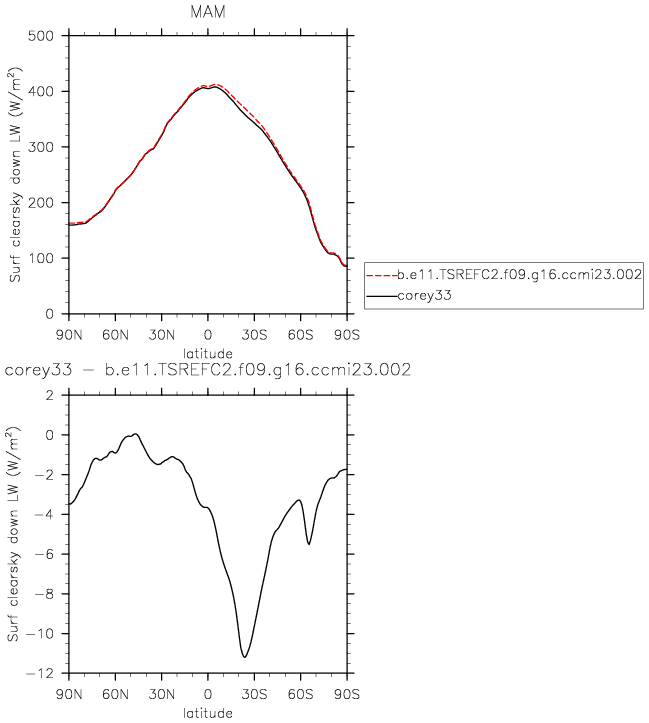 MAM
Surf clearsky down LW (W/m²)
500
400
300
200
100
0
90N 60N 30N 0 30S 60S 90S
latitude
b.e11.TSREFC2.f09.g16.ccmi23.002
corey33
corey33 − b.e11.TSREFC2.f09.g16.ccmi23.002
Surf clearsky down LW (W/m²)
2
0
−2
−4
−6
−8
−10
−12
90N 60N 30N 0 30S 60S 90S
latitude